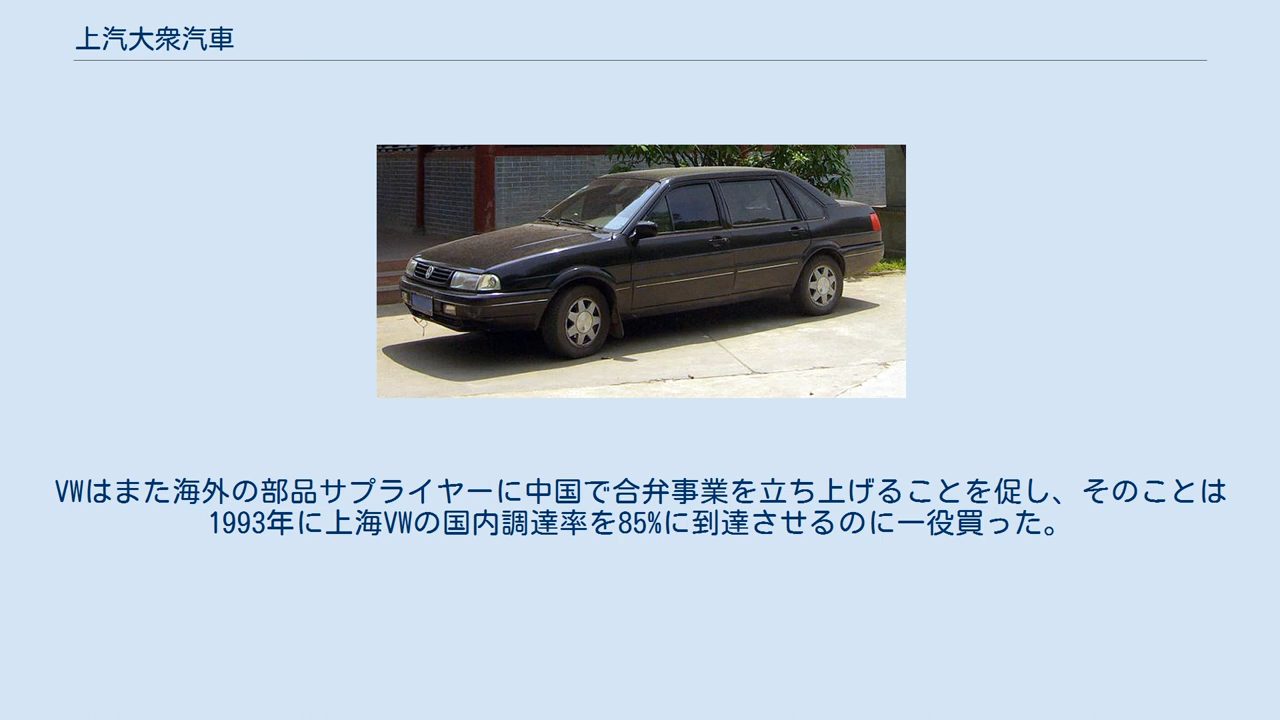 上汽大衆汽車
VWはまた海外の部品サプライヤーに中国で合弁事業を立ち上げることを促し、そのことは
1993年に上海VWの国内調達率を85%に到達させるのに一役買った。